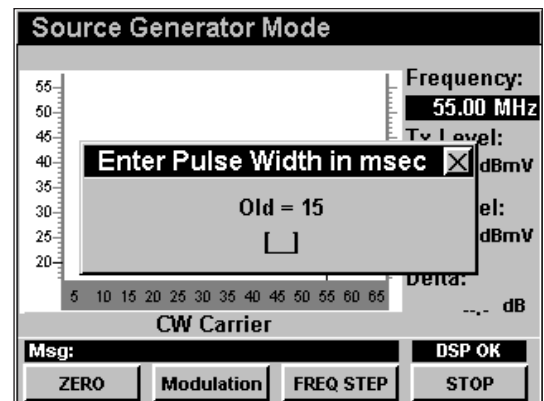 Source Generator Mode
55
50
45
40
35
30
25
20
5 10 15 20 25 30 35 40 45 50 55 60 65
CW Carrier
Frequency:
55.00 MHz
Tx Level:
dBmV
el:
dBmV
Delta:
--.- dB
Enter Pulse Width in msec
Old = 15
[__]
Msg:
DSP OK
ZERO Modulation FREQ STEP STOP